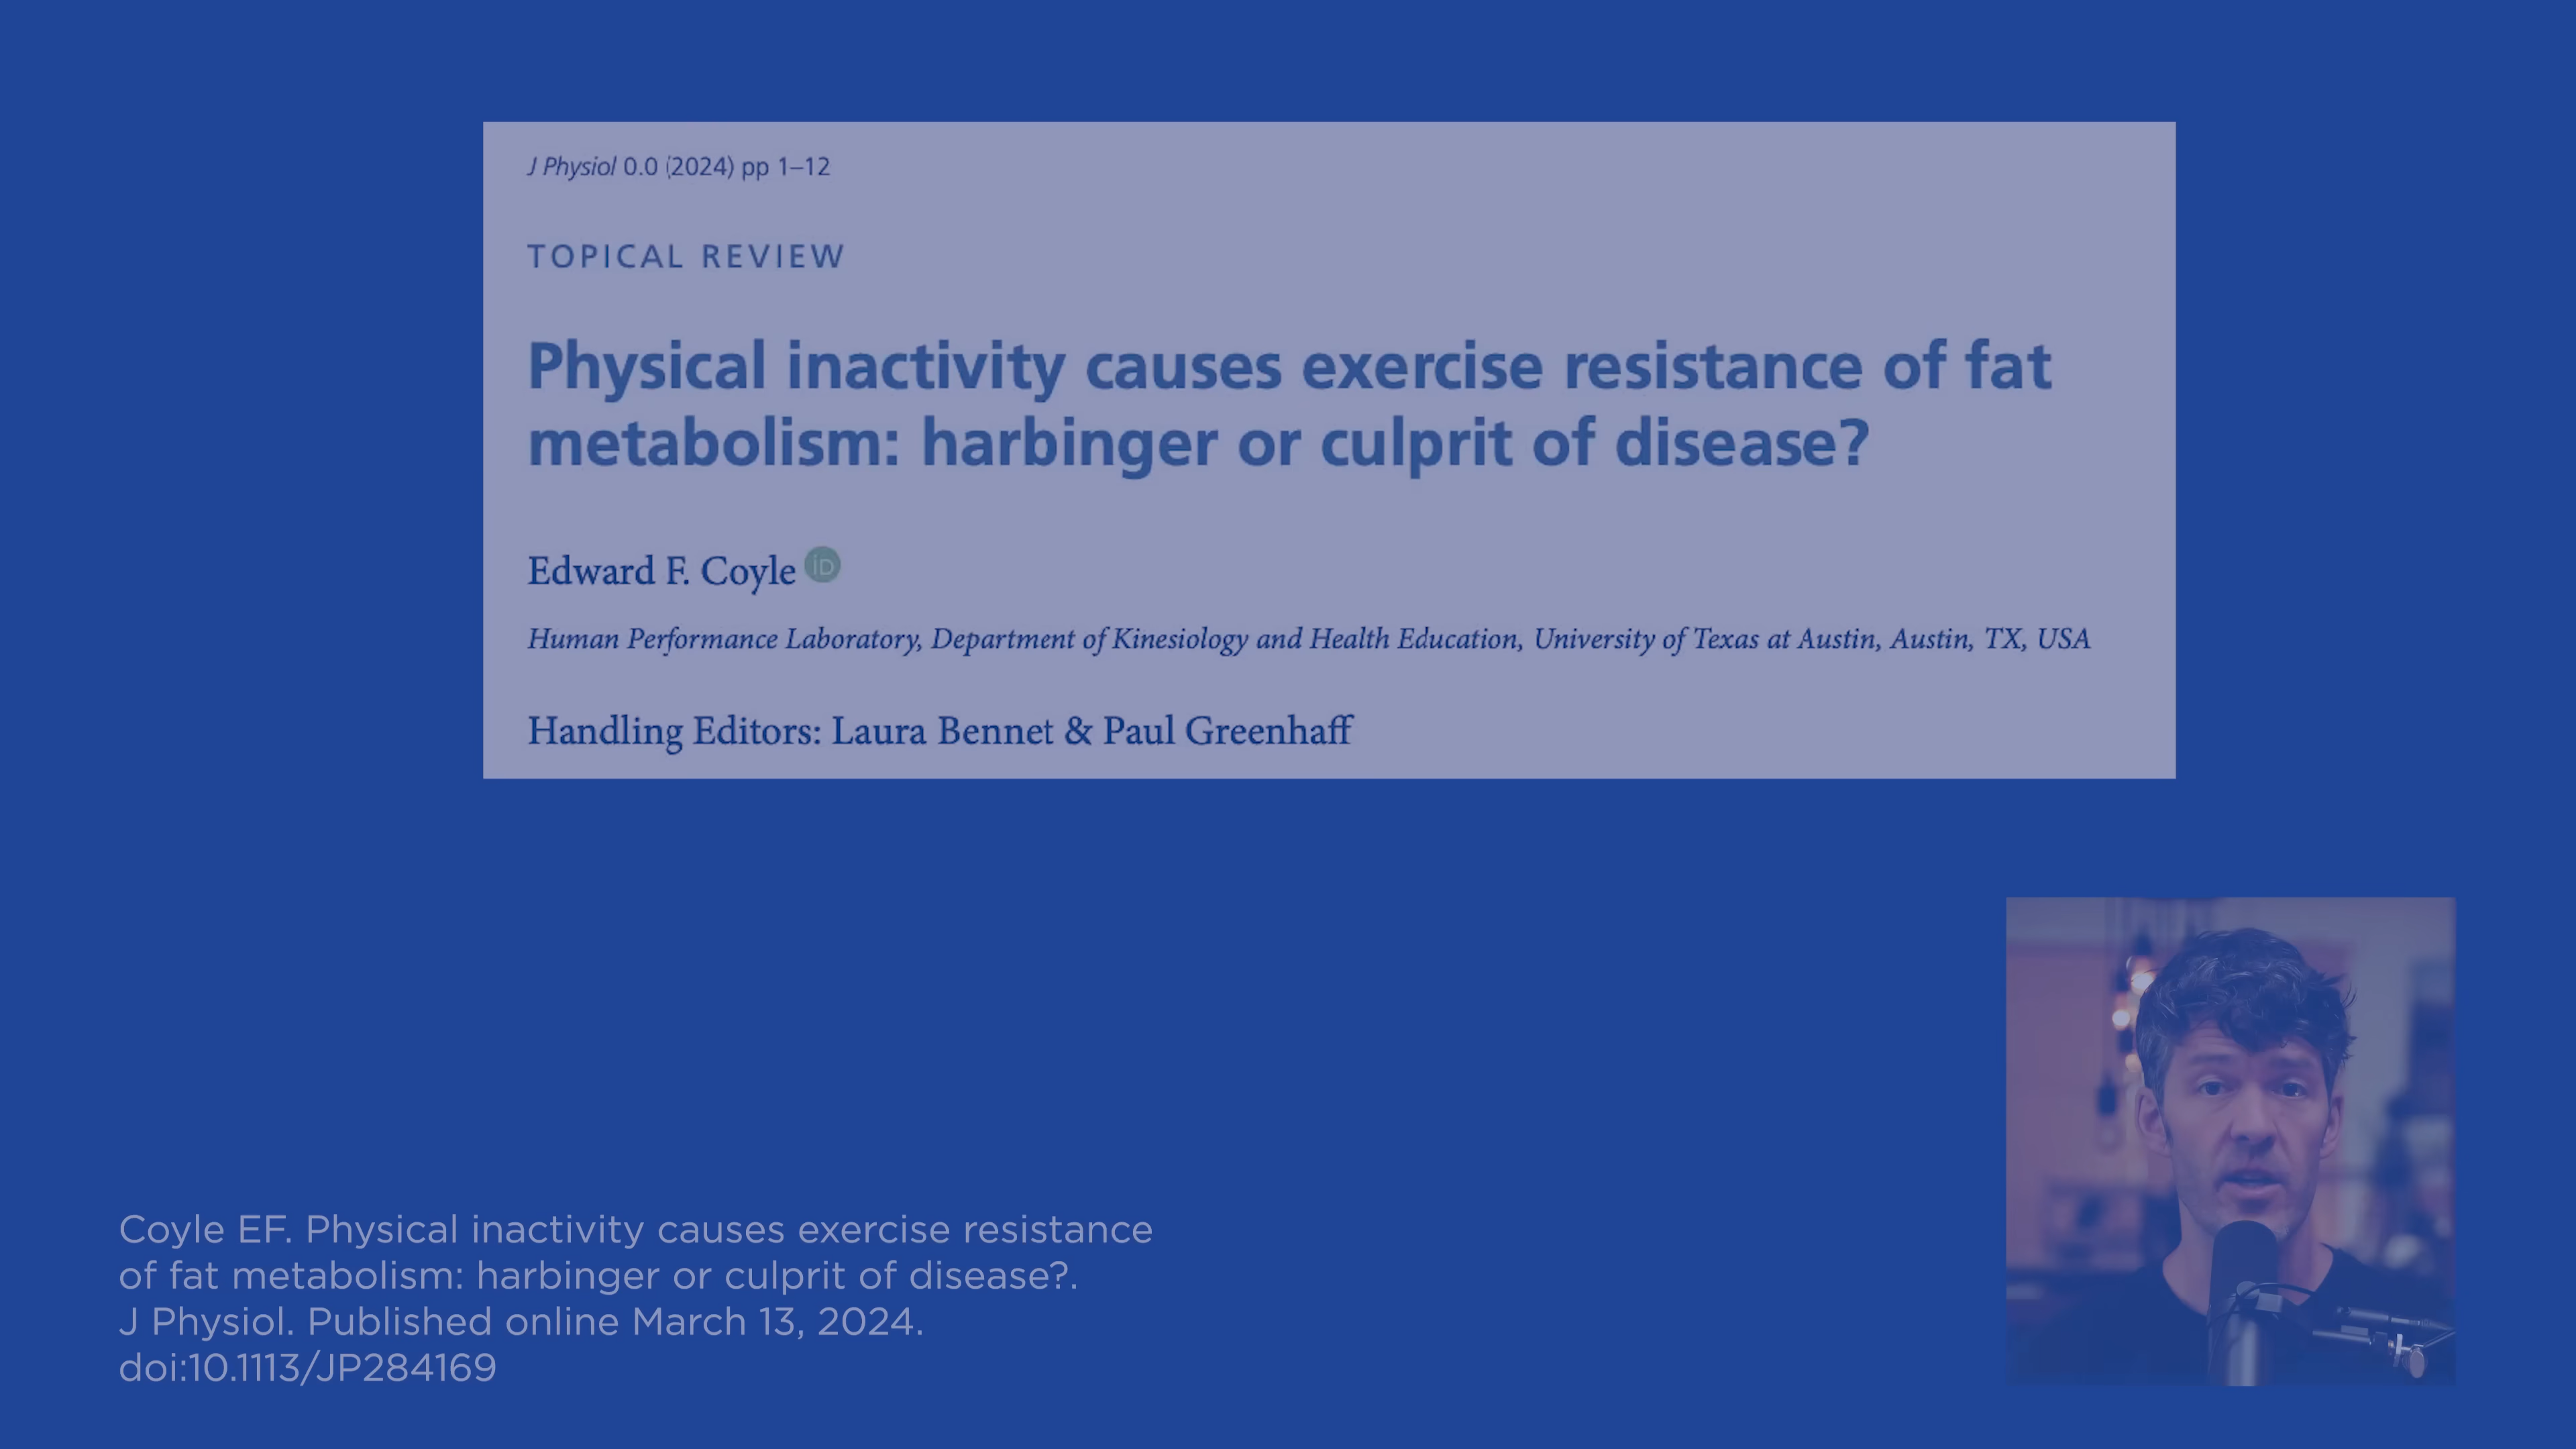 J Physiol 0.0 (2024) pp 1–12
TOPICAL REVIEW
Physical inactivity causes exercise resistance of fat
metabolism: harbinger or culprit of disease?
Edward F. Coyle iD
Human Performance Laboratory, Department of Kinesiology and Health Education, University of Texas at Austin, Austin, TX, USA
Handling Editors: Laura Bennet & Paul Greenhaff
Coyle EF. Physical inactivity causes exercise resistance
of fat metabolism: harbinger or culprit of disease?.
J Physiol. Published online March 13, 2024.
doi:10.1113/JP284169